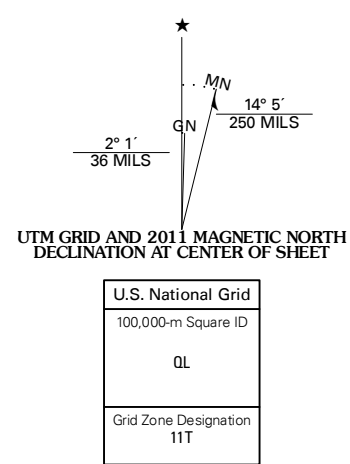 ★
MN
14° 5´
250 MILS
GN
2° 1´
36 MILS
UTM GRID AND 2011 MAGNETIC NORTH
DECLINATION AT CENTER OF SHEET
U.S. National Grid
100,000-m Square ID
QL
Grid Zone Designation
11T